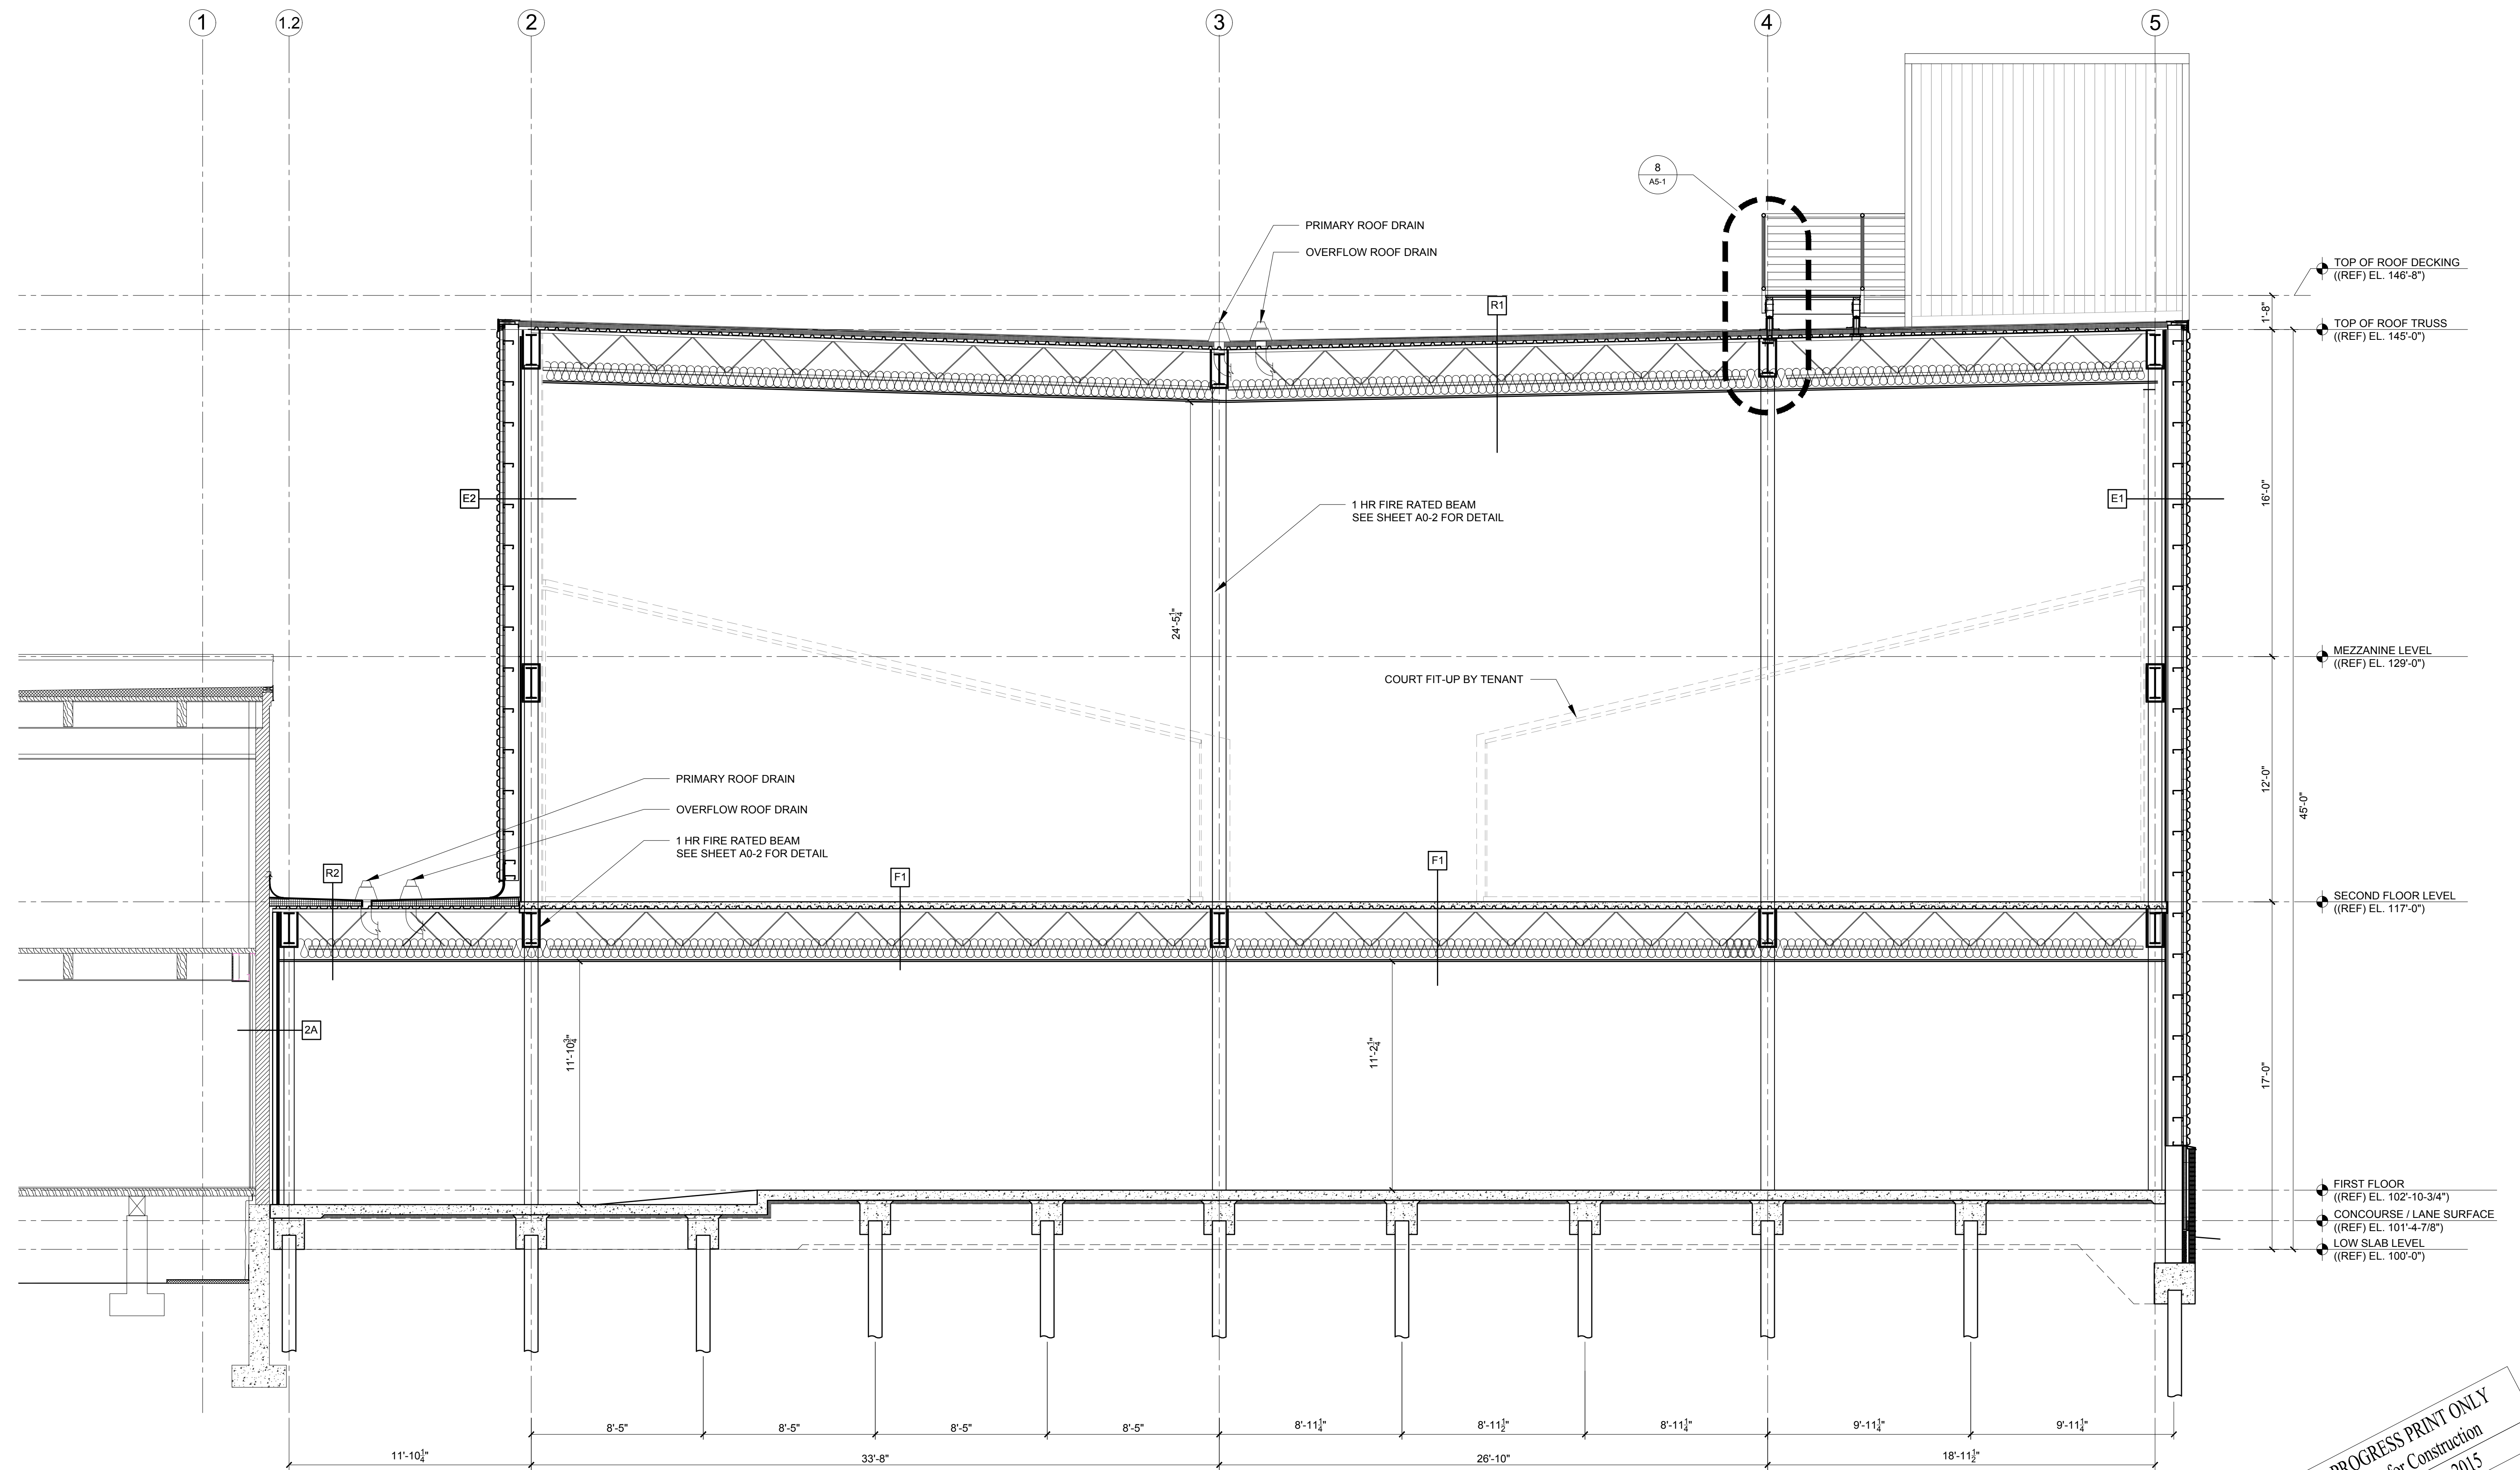 1
1.2
2
3
4
5
8
A5-1
PRIMARY ROOF DRAIN
OVERFLOW ROOF DRAIN
TOP OF ROOF DECKING
((REF) EL. 146'-8")
R1
1'-8"
TOP OF ROOF TRUSS
((REF) EL. 145'-0")
E2
1 HR FIRE RATED BEAM
SEE SHEET A0-2 FOR DETAIL
E1
16'-0"
24'-5¼"
MEZZANINE LEVEL
((REF) EL. 129'-0")
COURT FIT-UP BY TENANT
PRIMARY ROOF DRAIN
OVERFLOW ROOF DRAIN
1 HR FIRE RATED BEAM
SEE SHEET A0-2 FOR DETAIL
12'-0"
45'-0"
R2
F1
F1
SECOND FLOOR LEVEL
((REF) EL. 117'-0")
2A
11'-10¾"
11'-2¼"
17'-0"
FIRST FLOOR
((REF) EL. 102'-10-3/4")
CONCOURSE / LANE SURFACE
((REF) EL. 101'-4-7/8")
LOW SLAB LEVEL
((REF) EL. 100'-0")
8'-5"
8'-5"
8'-5"
8'-5"
8'-11¼"
8'-11½"
8'-11¼"
9'-11¼"
9'-11¼"
11'-10¼"
33'-8"
26'-10"
18'-11½"
PROGRESS PRINT ONLY
for Construction
2015